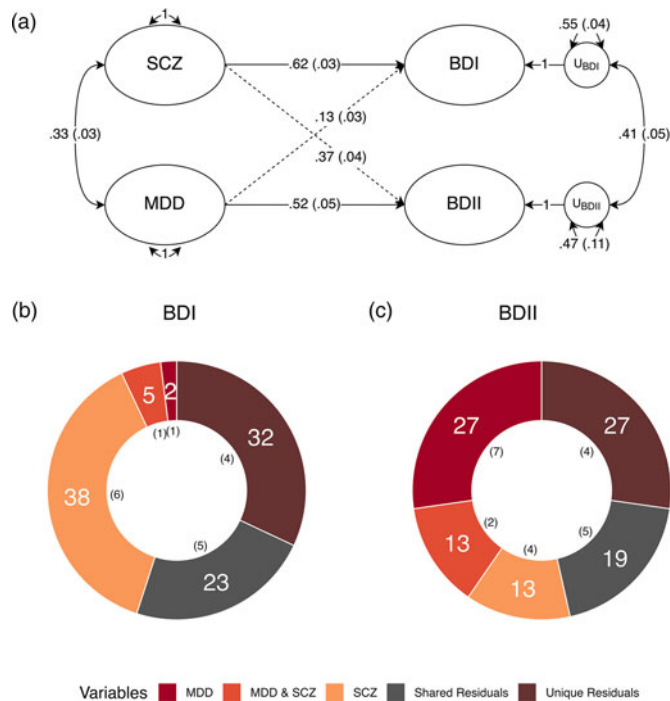 (a)
1
.55 (.04)
SCZ
.62 (.03)
BDI
1
UBDI
.13 (.03)
.33 (.03)
.41 (.05)
.37 (.04)
MDD
.52 (.05)
BDII
1
UBDII
1
.47 (.11)
(b)
BDI
(c)
BDII
5
2
32
27
27
(1)
(1)
(4)
(7)
(4)
38
(6)
(2)
13
(5)
(4)
(5)
23
13
19
Variables
MDD
MDD & SCZ
SCZ
Shared Residuals
Unique Residuals